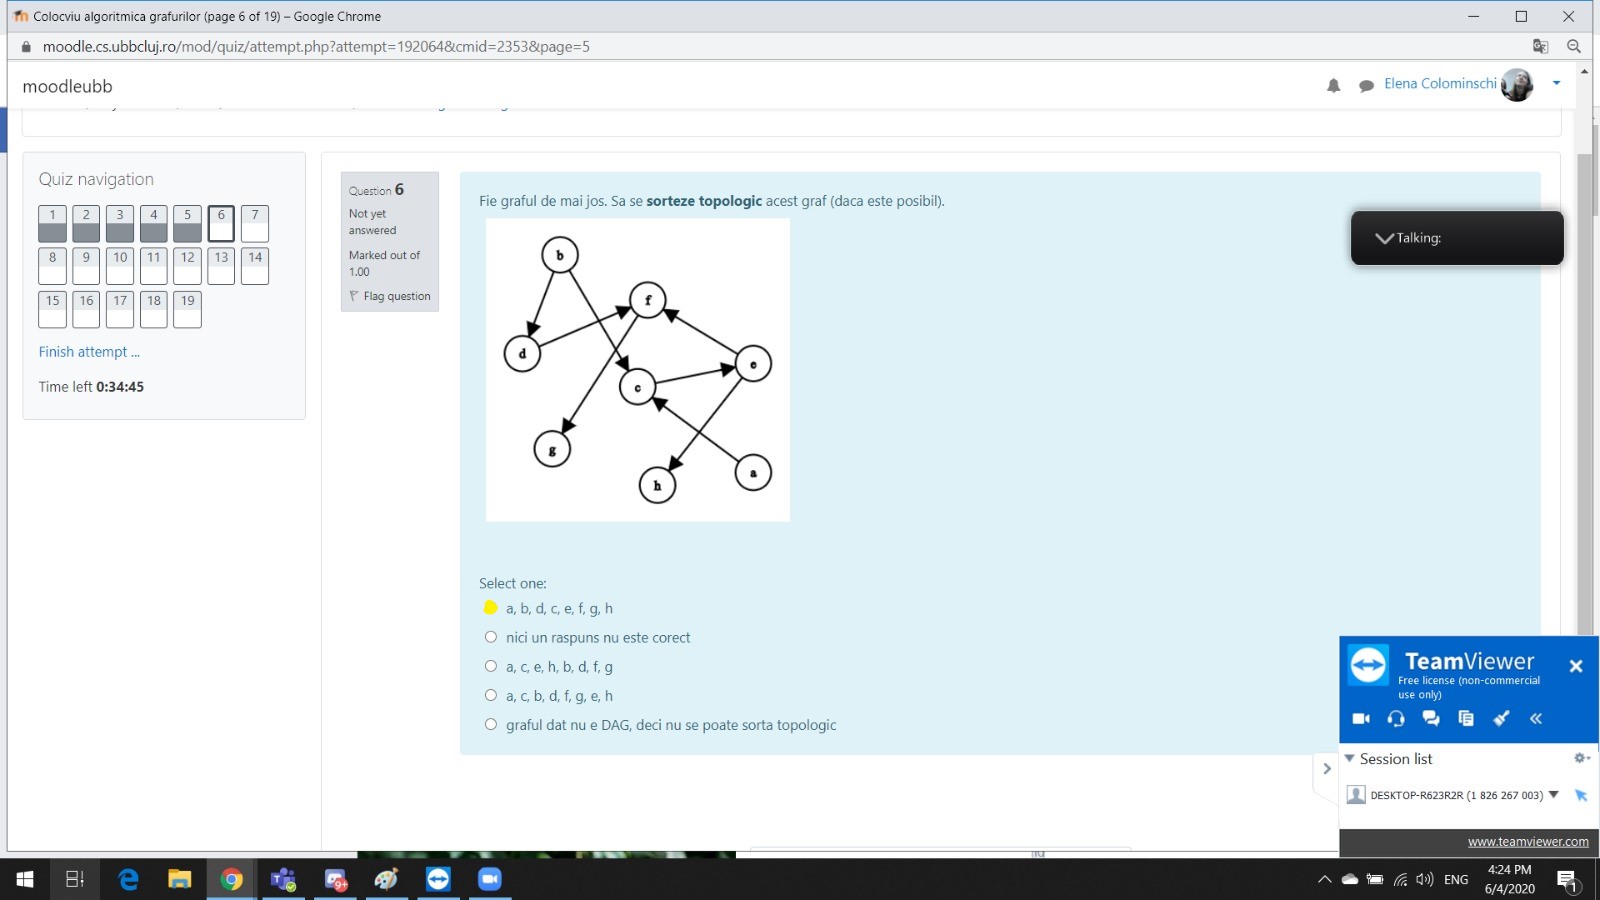 Colocviu algoritmica grafurilor (page 6 of 19) – Google Chrome
moodle.cs.ubbcluj.ro/mod/quiz/attempt.php?attempt=192064&cmid=2353&page=5
moodleubb
Elena Colominschi
Quiz navigation
1 2 3 4 5 6 7
8 9 10 11 12 13 14
15 16 17 18 19
Finish attempt ...
Time left 0:34:45
Question 6
Not yet
answered
Marked out of
1.00
Flag question
Fie graful de mai jos. Sa se sorteze topologic acest graf (daca este posibil).
b
f
d
e
c
g
a
h
Select one:
a, b, d, c, e, f, g, h
nici un raspuns nu este corect
a, c, e, h, b, d, f, g
a, c, b, d, f, g, e, h
graful dat nu e DAG, deci nu se poate sorta topologic
Talking:
TeamViewer
Free license (non-commercial
use only)
Session list
DESKTOP-R623R2R (1 826 267 003)
www.teamviewer.com
9+
ENG
4:24 PM
6/4/2020
1